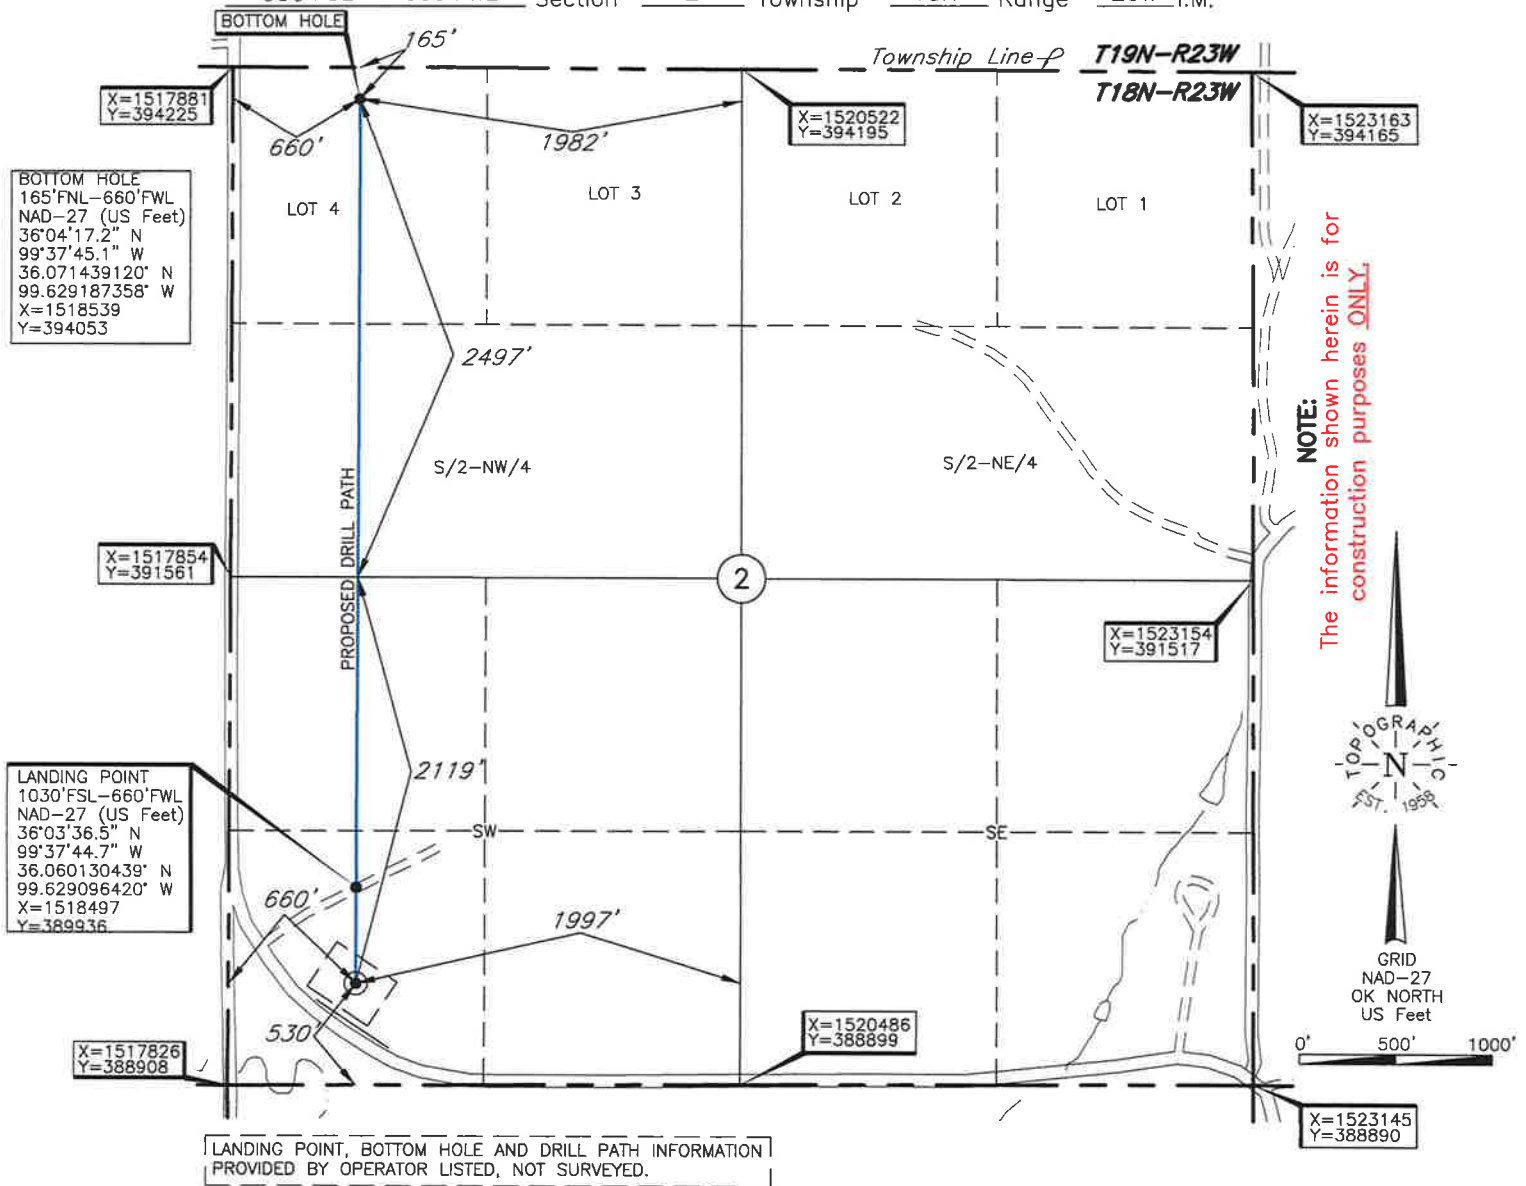 Section Township Range I.M.
BOTTOM HOLE
165'
Township Line
T19N-R23W
T18N-R23W
X=1517881
Y=394225
660'
1982'
X=1520522
Y=394195
X=1523163
Y=394165
BOTTOM HOLE
165'FNL-660'FWL
NAD-27 (US Feet)
36°04'17.2" N
99°37'45.1" W
36.071439120° N
99.629187358° W
X=1518539
Y=394053
LOT 4
LOT 3
LOT 2
LOT 1
NOTE:
The information shown herein is for
construction purposes ONLY.
2497'
S/2-NW/4
S/2-NE/4
PROPOSED DRILL PATH
X=1517854
Y=391561
2
X=1523154
Y=391517
2119'
LANDING POINT
1030'FSL-660'FWL
NAD-27 (US Feet)
36°03'36.5" N
99°37'44.7" W
36.060130439° N
99.629096420° W
X=1518497
Y=389936
SW
SE
660'
1997'
530'
X=1517826
Y=388908
X=1520486
Y=388899
X=1523145
Y=388890
TOPOGRAPHIC
N
EST. 1958
GRID
NAD-27
OK NORTH
US Feet
0' 500' 1000'
LANDING POINT, BOTTOM HOLE AND DRILL PATH INFORMATION
PROVIDED BY OPERATOR LISTED, NOT SURVEYED.